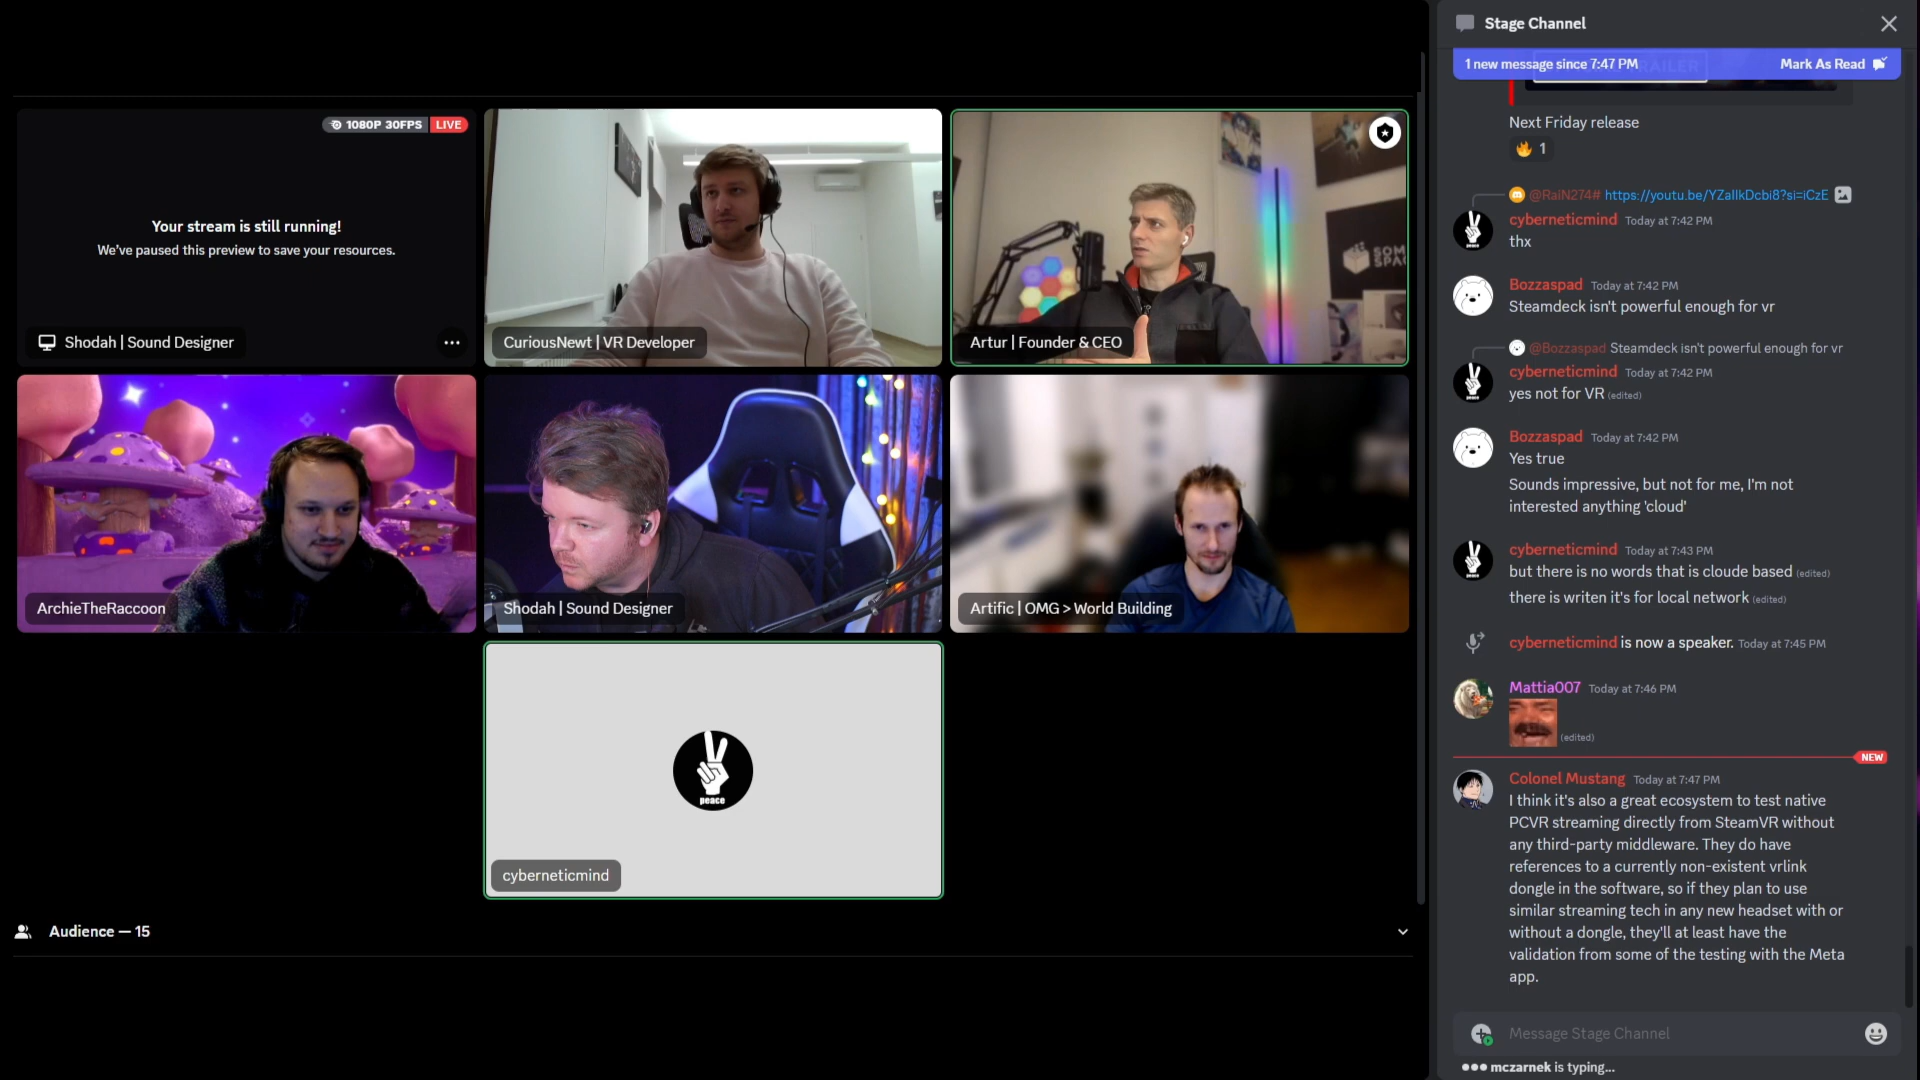 1080P 30FPS LIVE
Your stream is still running!
We've paused this preview to save your resources.
Shodah | Sound Designer
CuriousNewt | VR Developer
SOM
SPAC
Artur | Founder & CEO
ArchieTheRaccoon
Shodah | Sound Designer
Artific | OMG > World Building
peace
cyberneticmind
Audience — 15
Stage Channel
1 new message since 7:47 PM Mark As Read
Next Friday release
1
@RaiN274# https://youtu.be/YZaIlkDcbi8?si=iCzE
cyberneticmind Today at 7:42 PM
thx
Bozzaspad Today at 7:42 PM
Steamdeck isn't powerful enough for vr
@Bozzaspad Steamdeck isn't powerful enough for vr
cyberneticmind Today at 7:42 PM
yes not for VR (edited)
Bozzaspad Today at 7:42 PM
Yes true
Sounds impressive, but not for me, I'm not
interested anything 'cloud'
cyberneticmind Today at 7:43 PM
but there is no words that is cloude based (edited)
there is writen it's for local network (edited)
cyberneticmind is now a speaker. Today at 7:45 PM
Mattia007 Today at 7:46 PM
(edited)
NEW
Colonel Mustang Today at 7:47 PM
I think it's also a great ecosystem to test native
PCVR streaming directly from SteamVR without
any third-party middleware. They do have
references to a currently non-existent vrlink
dongle in the software, so if they plan to use
similar streaming tech in any new headset with or
without a dongle, they'll at least have the
validation from some of the testing with the Meta
app.
Message Stage Channel
mczarnek is typing...